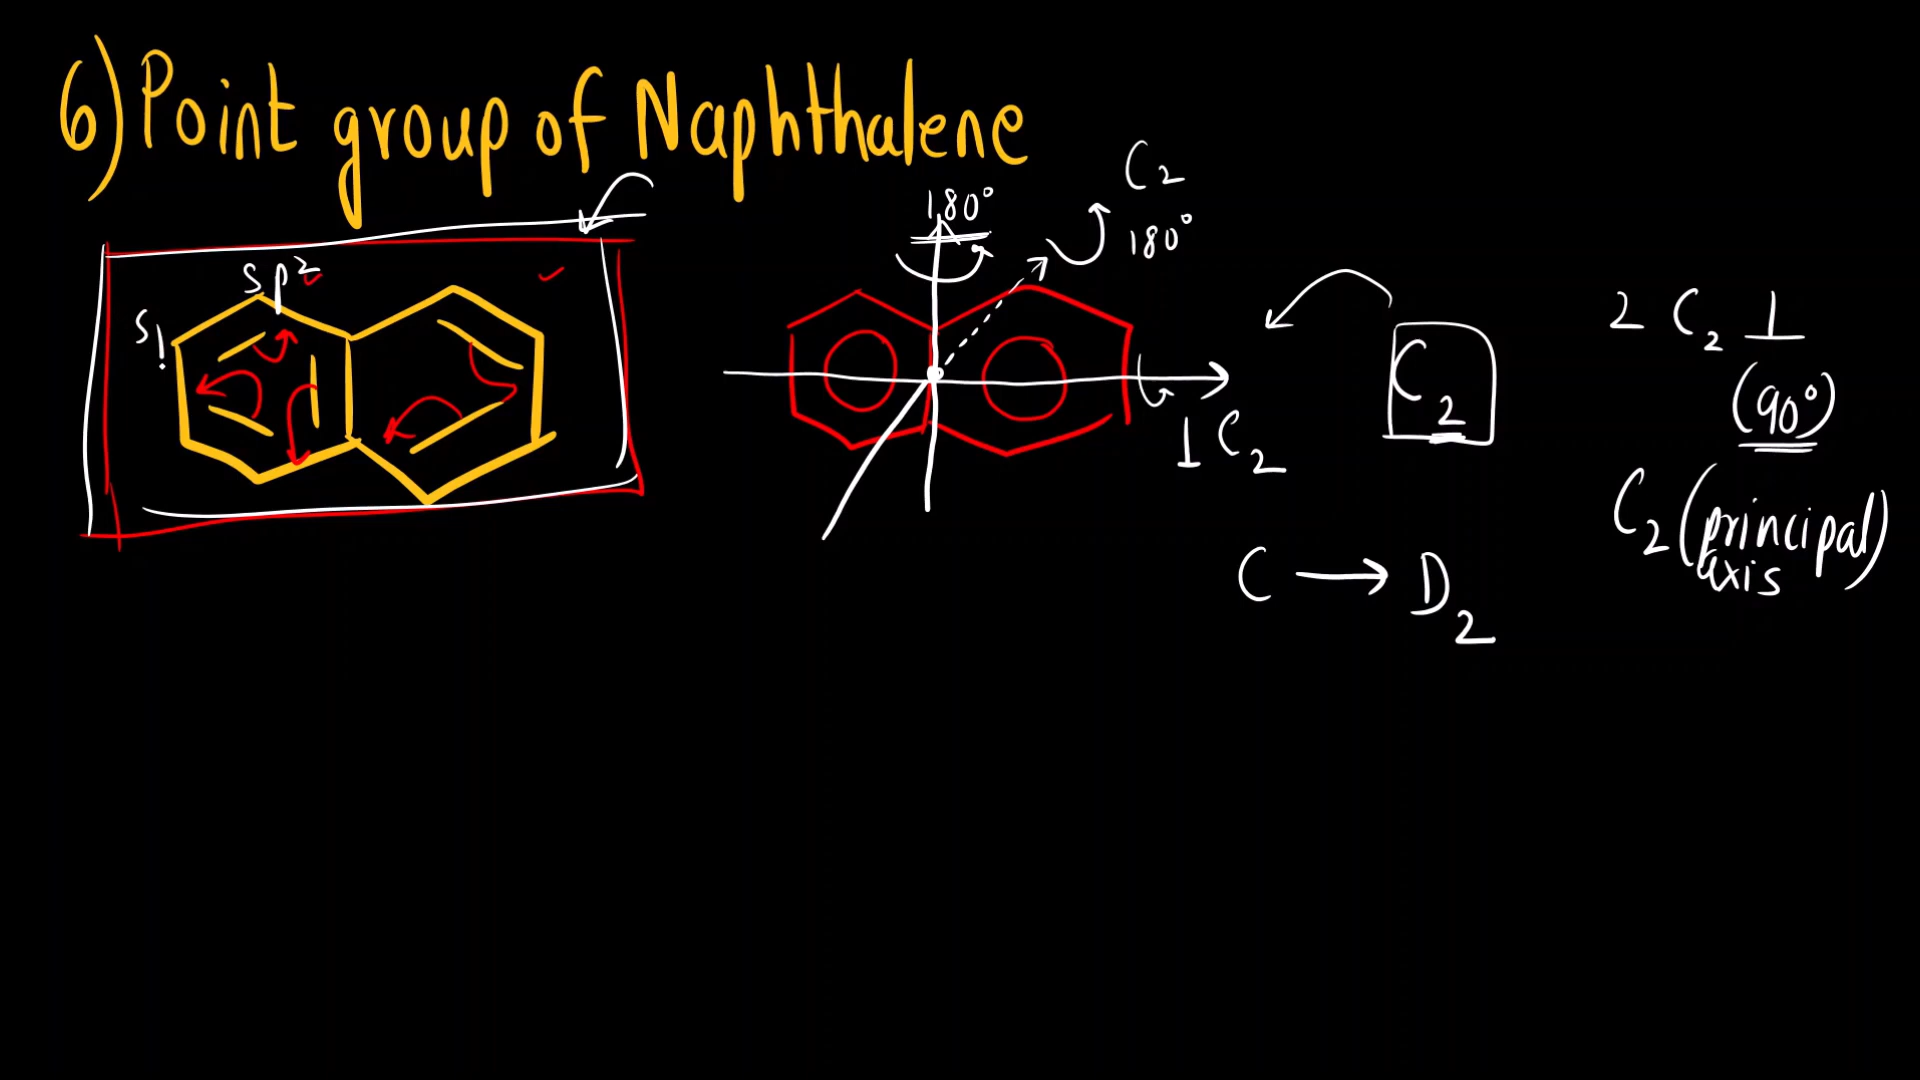 6) Point group of Naphthalene
C2
180°
180°
sp²
s
2 C2 ⊥
(90°)
C2
⊥ C2
C2 (principal axis)
C → D2